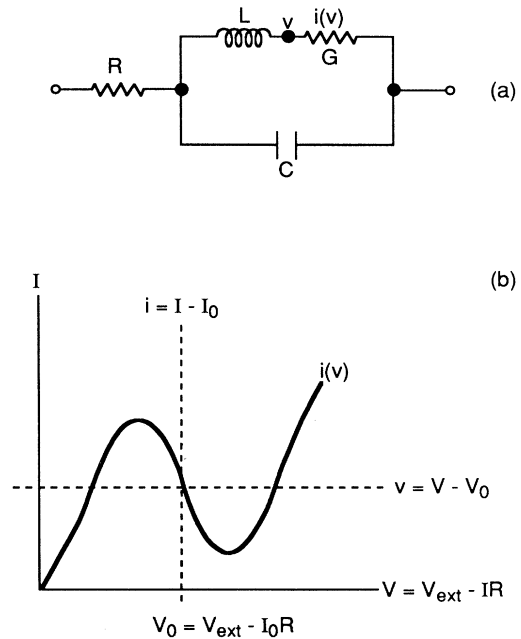 L v i(v)
R G
(a)
C
(b)
I
i = I - I₀
i(v)
v = V - V₀
V = Vₑₓₜ - IR
V₀ = Vₑₓₜ - I₀R